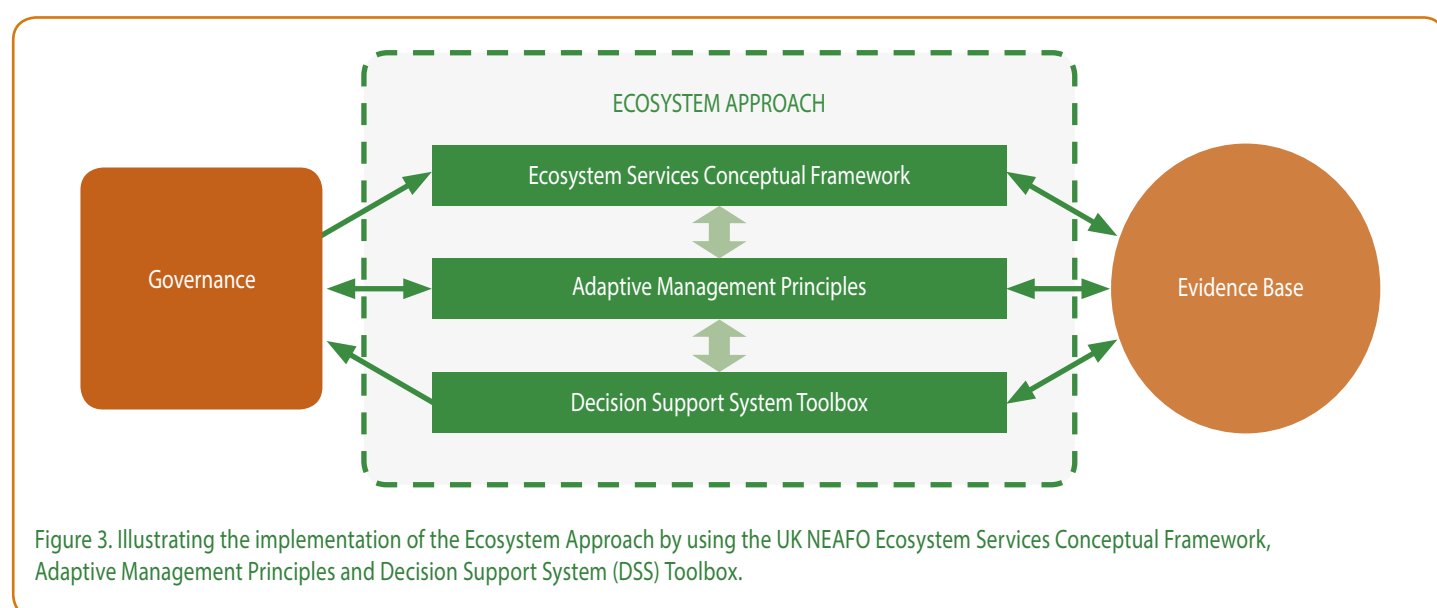 ECOSYSTEM APPROACH
Ecosystem Services Conceptual Framework
Governance
Adaptive Management Principles
Evidence Base
Decision Support System Toolbox
Figure 3. Illustrating the implementation of the Ecosystem Approach by using the UK NEAFO Ecosystem Services Conceptual Framework,
Adaptive Management Principles and Decision Support System (DSS) Toolbox.